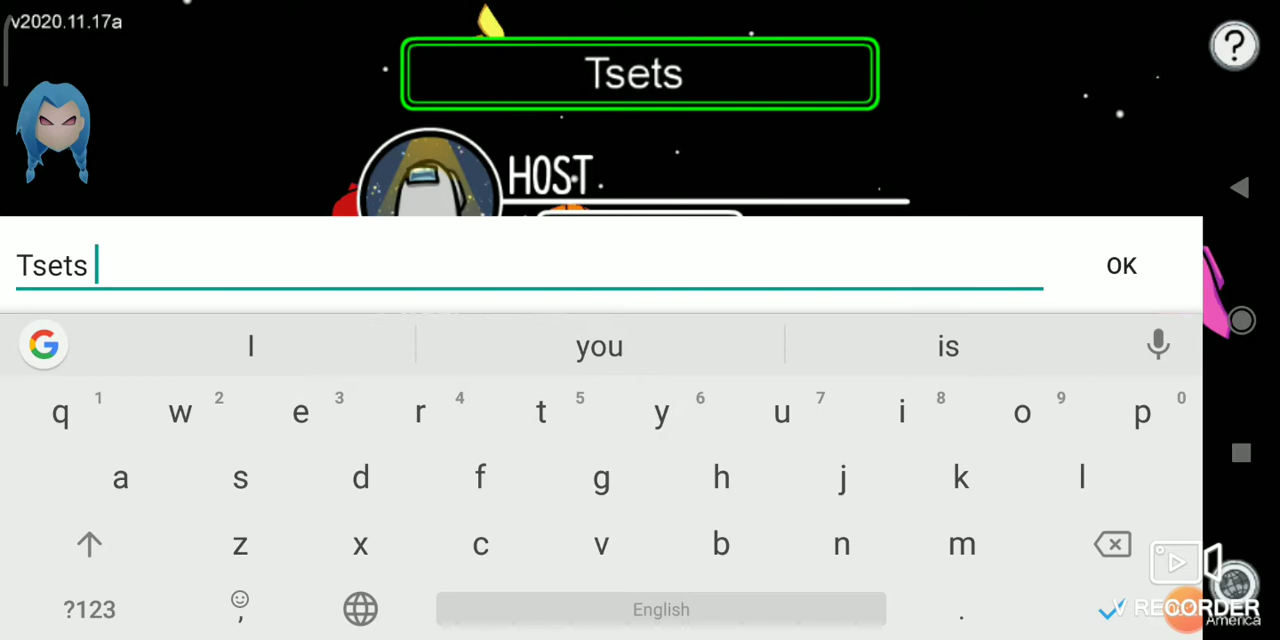 v2020.11.17a
Tsets
?
HOST
Tsets
OK
I you is
q 1 w 2 e 3 r 4 t 5 y 6 u 7 i 8 o 9 p 0
a s d f g h j k l
z x c v b n m
?123 , English .
V RECORDER
America